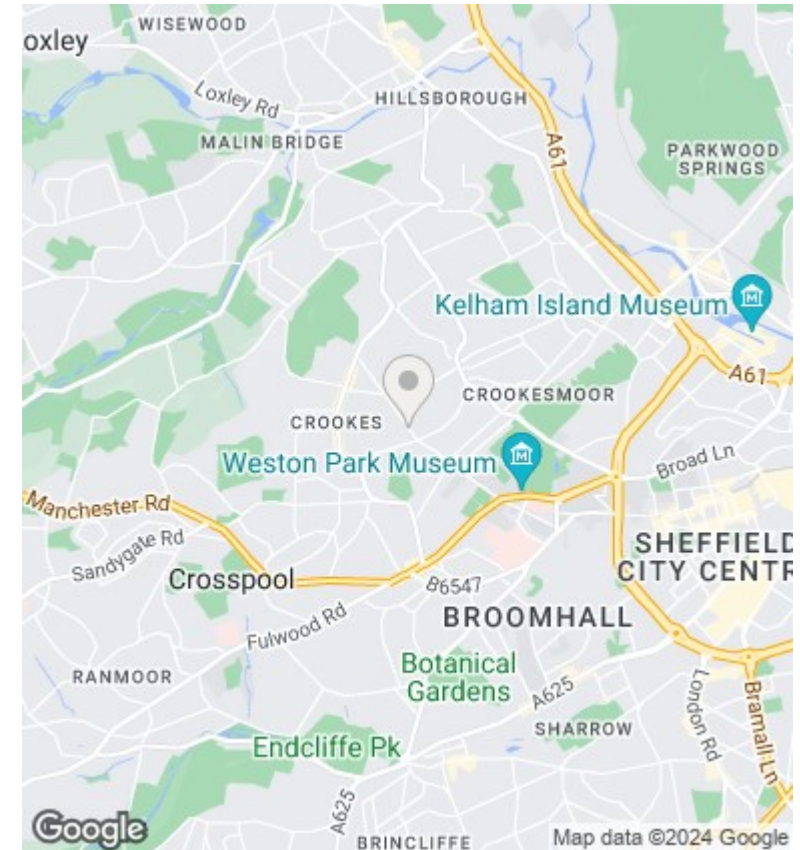 WISEWOOD
oxley
Loxley Rd
HILLSBOROUGH
MALIN BRIDGE
A61
PARKWOOD
SPRINGS
Kelham Island Museum
A61
CROOKESMOOR
CROOKES
Weston Park Museum
Broad Ln
Manchester Rd
Sandygate Rd
SHEFFIELD
CITY CENTR
Crosspool
B6547
BROOMHALL
Fulwood Rd
RANMOOR
Botanical
Gardens
A625
London Rd
Bramall Ln
SHARROW
Endcliffe Pk
A625
Google
BRINCLIFFE
Map data ©2024 Google